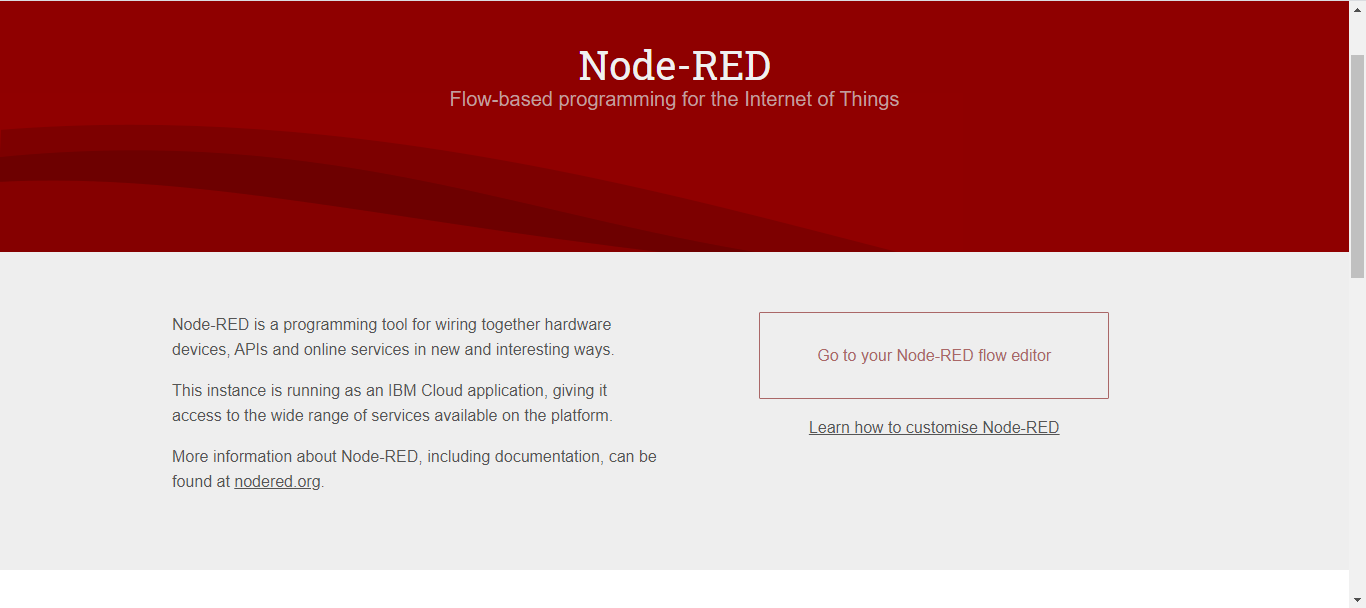 Node-RED
Flow-based programming for the Internet of Things
Node-RED is a programming tool for wiring together hardware
devices, APIs and online services in new and interesting ways.
This instance is running as an IBM Cloud application, giving it
access to the wide range of services available on the platform.
More information about Node-RED, including documentation, can be
found at nodered.org.
Go to your Node-RED flow editor
Learn how to customise Node-RED